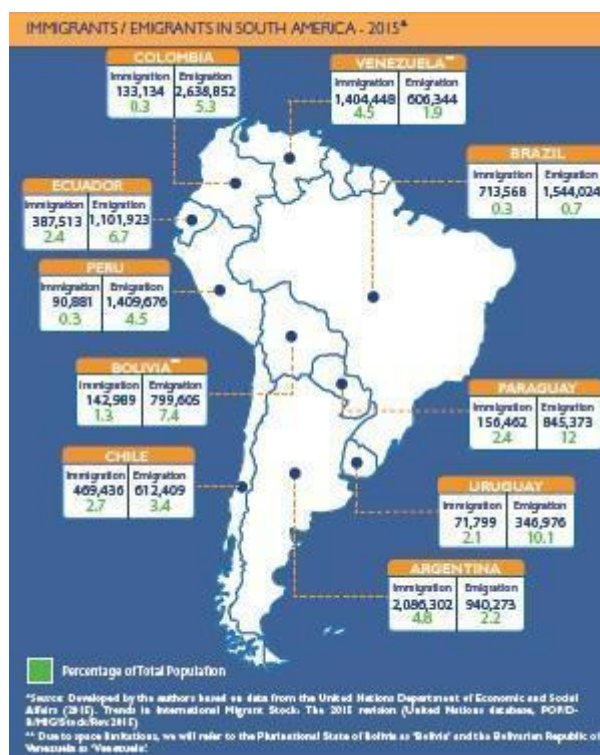 IMMIGRANTS / EMIGRANTS IN SOUTH AMERICA - 2015*
COLOMBIA
Immigration Emigration
133,134 2,638,852
0.3 5.3
VENEZUELA**
Immigration Emigration
1,404,448 606,344
4.5 1.9
BRAZIL
Immigration Emigration
713,568 1,544,024
0.3 0.7
ECUADOR
Immigration Emigration
387,513 1,101,923
2.4 6.7
PERU
Immigration Emigration
90,881 1,409,676
0.3 4.5
BOLIVIA**
Immigration Emigration
142,989 799,605
1.3 7.4
PARAGUAY
Immigration Emigration
156,462 845,373
2.4 12
CHILE
Immigration Emigration
469,436 612,409
2.7 3.4
URUGUAY
Immigration Emigration
71,799 346,976
2.1 10.1
ARGENTINA
Immigration Emigration
2,086,302 940,273
4.8 2.2
Percentage of Total Population
*Source: Developed by the authors based on data from the United Nations Department of Economic and Social
Affairs (2015). Trends in International Migrant Stock: The 2015 revision (United Nations database, POP/D-
B/MIG/Stock/Rev.2015)
** Due to space limitations, we will refer to the Plurinational State of Bolivia as 'Bolivia' and the Bolivarian Republic of
Venezuela as 'Venezuela'.